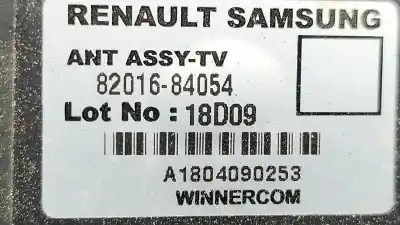 RENAULT SAMSUNG
ANT ASSY-TV
82016-84054
Lot No : 18D09
A1804090253
WINNERCOM